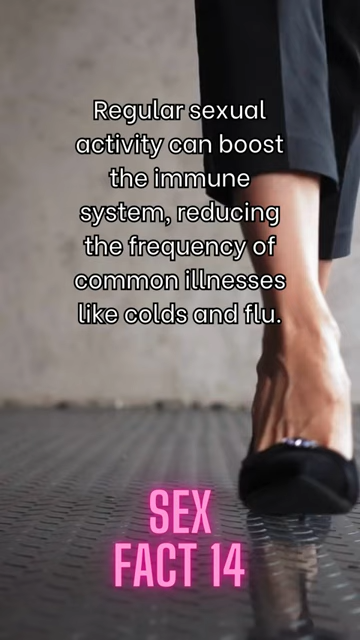 Regular sexual
activity can boost
the immune
system, reducing
the frequency of
common illnesses
like colds and flu.
SEX
FACT 14